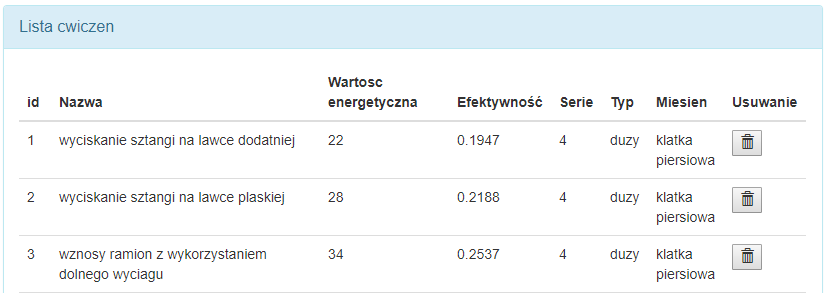 Lista cwiczen
id Nazwa Wartosc energetyczna Efektywność Serie Typ Miesien Usuwanie
1 wyciskanie sztangi na lawce dodatniej 22 0.1947 4 duzy klatka piersiowa
2 wyciskanie sztangi na lawce plaskiej 28 0.2188 4 duzy klatka piersiowa
3 wznosy ramion z wykorzystaniem dolnego wyciagu 34 0.2537 4 duzy klatka piersiowa